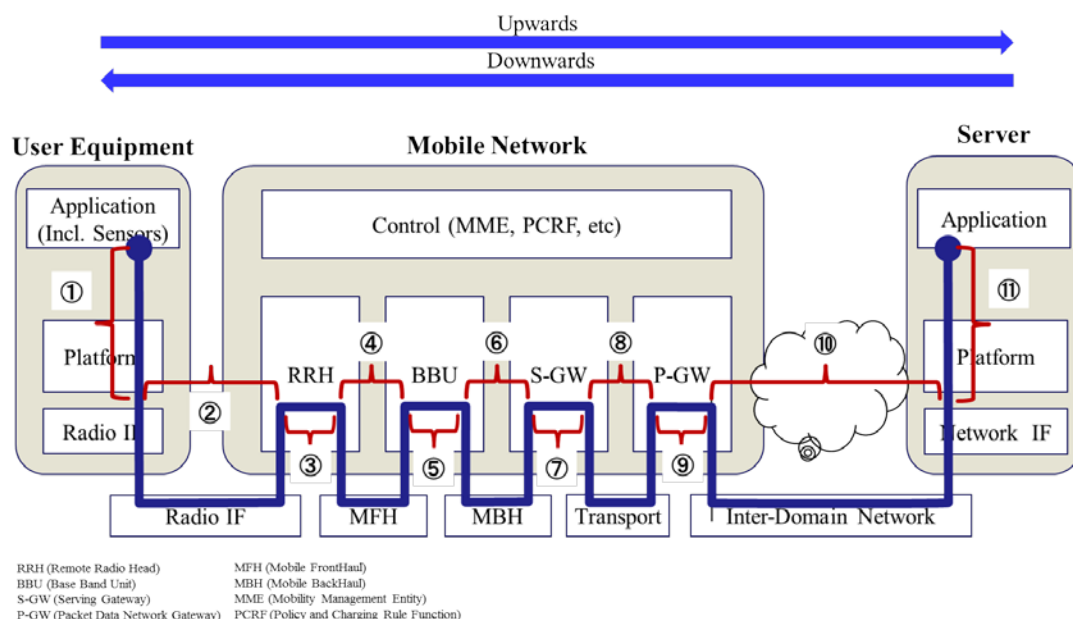 Upwards
Downwards
User Equipment
Mobile Network
Server
Application
(Incl. Sensors)
Control (MME, PCRF, etc)
Application
①
⑪
④
⑥
⑧
⑩
Platform
RRH
BBU
S-GW
P-GW
Platform
②
Radio IF
③
⑤
⑦
⑨
Network IF
Radio IF
MFH
MBH
Transport
Inter-Domain Network
RRH (Remote Radio Head)
MFH (Mobile FrontHaul)
BBU (Base Band Unit)
MBH (Mobile BackHaul)
S-GW (Serving Gateway)
MME (Mobility Management Entity)
P-GW (Packet Data Network Gateway)
PCRF (Policy and Charging Rule Function)